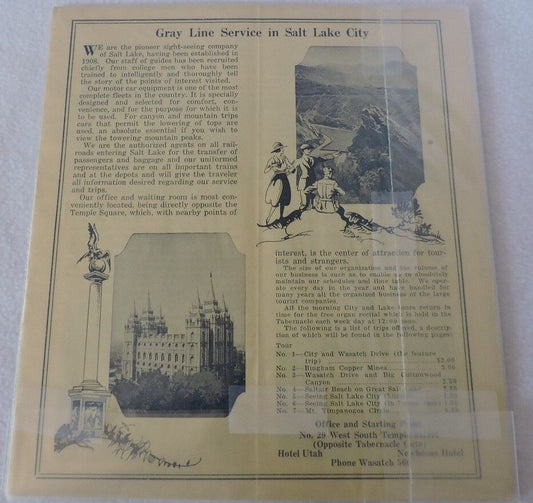 Gray Line Service in Salt Lake City
WE are the pioneer sight-seeing company
of Salt Lake, having been established in
1908. Our staff of guides has been recruited
chiefly from college men who have been
trained to intelligently and thoroughly tell
the story of the points of interest visited.
Our motor car equipment is one of the most
complete fleets in the country. It is specially
designed and selected for comfort, con-
venience, and for the purpose for which it is
to be used. For canyon and mountain trips
cars that permit the lowering of tops are
used, an absolute essential if you wish to
view the towering mountain peaks.
We are the authorized agents on all rail-
roads entering Salt Lake for the transfer of
passengers and baggage and our uniformed
representatives are on all important trains
and at the depots and will give the traveler
all information desired regarding our service
and trips.
Our office and waiting room is most con-
veniently located, being directly opposite the
Temple Square, which, with nearby points of
interest, is the center of attraction for tour-
ists and strangers.
The size of our organization and the volume of
our business is such as to enable us to absolutely
maintain our schedules and time table. We oper-
ate every day in the year and have handled for
many years all the organized business of the large
tourist companies.
All the morning City and Lake tours return in
time for the free organ recital which is held in the
Tabernacle each week day at 12:00 noon.
The following is a list of trips offered, a descrip-
tion of which will be found in the following pages:
Tour
No. 1—City and Wasatch Drive (the feature
trip) $2.00
No. 2—Bingham Copper Mines
No. 3—Wasatch Drive and Big Cottonwood
Canyon
No. 4—Saltair Beach on Great Salt Lake
No. 5—Seeing Salt Lake City
No. 6—Seeing Salt Lake City
No. 7—Mt. Timpanogos Circle
Office and Starting
No. 29 West South Temple
(Opposite Tabernacle Gate)
Hotel Utah Newhouse Hotel
Phone Wasatch